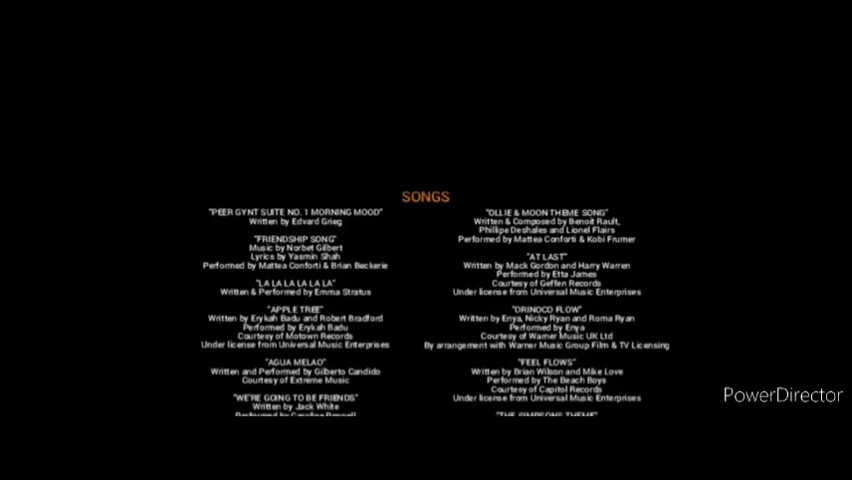 SONGS
"PEER GYNT SUITE NO. 1 MORNING MOOD"
Written by Edvard Grieg
"FRIENDSHIP SONG"
Music by Norbet Gilbert
Lyrics by Yasmin Shah
Performed by Mattea Conforti & Brian Beckerle
"LA LA LA LA LA LA"
Written & Performed by Emma Stratus
"APPLE TREE"
Written by Erykah Badu and Robert Bradford
Performed by Erykah Badu
Courtesy of Motown Records
Under license from Universal Music Enterprises
"AGUA MELAO"
Written and Performed by Gilberto Candido
Courtesy of Extreme Music
"WE'RE GOING TO BE FRIENDS"
Written by Jack White
Performed by Caroline
"OLLIE & MOON THEME SONG"
Written & Composed by Benoit Rault,
Phillipe Deshales and Lionel Flairs
Performed by Mattea Conforti & Kobi Frumer
"AT LAST"
Written by Mack Gordon and Harry Warren
Performed by Etta James
Courtesy of Geffen Records
Under license from Universal Music Enterprises
"ORINOCO FLOW"
Written by Enya, Nicky Ryan and Roma Ryan
Performed by Enya
Courtesy of Warner Music UK Ltd
By arrangement with Warner Music Group Film & TV Licensing
"FEEL FLOWS"
Written by Brian Wilson and Mike Love
Performed by The Beach Boys
Courtesy of Capitol Records
Under license from Universal Music Enterprises
"THE SIMPSONS THEME"
PowerDirector